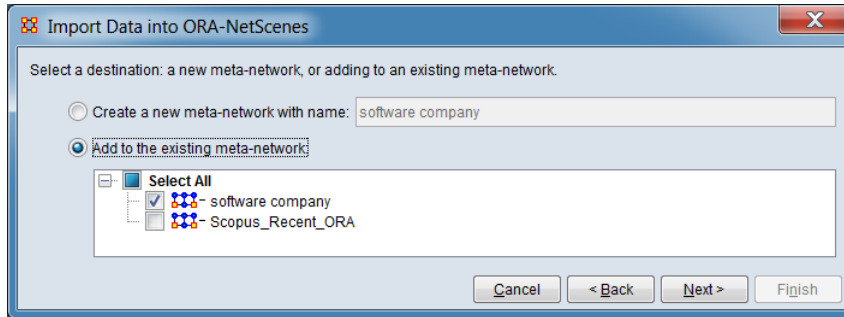 Import Data into ORA-NetScenes
Select a destination: a new meta-network, or adding to an existing meta-network.
Create a new meta-network with name: software company
Add to the existing meta-network:
Select All
software company
Scopus_Recent_ORA
Cancel < Back Next > Finish